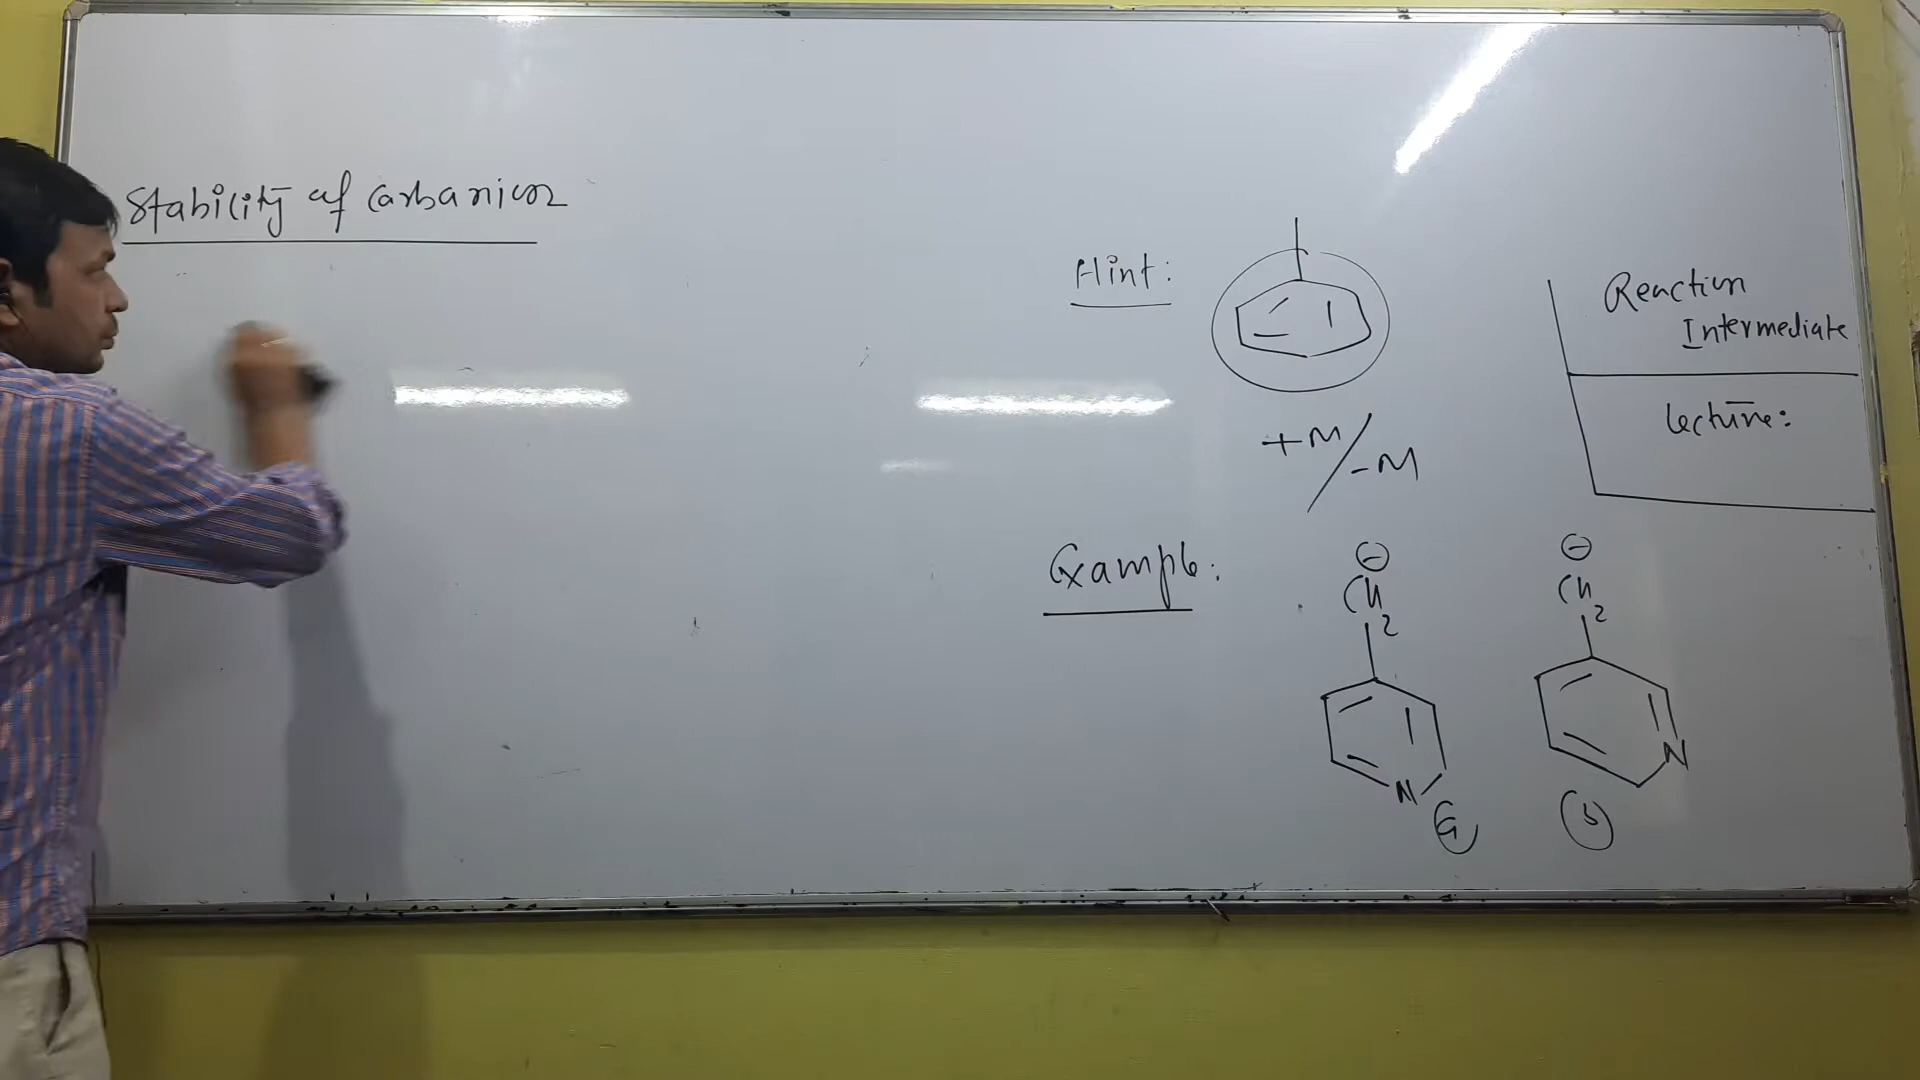 Stability of Carbanion
Hint:
+M/-M
Reaction
Intermediate
Lecture:
Example:
⊖
CH2
N
a
⊖
CH2
N
b